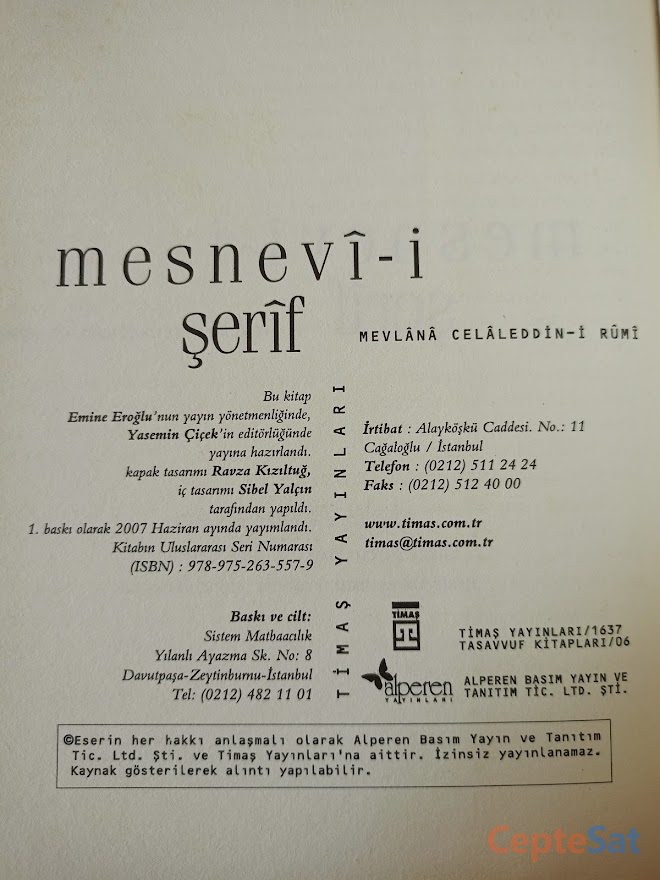 mesnevî-i
şerîf
MEVLÂNÂ CELÂLEDDİN-İ RÛMÎ
Bu kitap
Emine Eroğlu'nun yayın yönetmenliğinde,
Yasemin Çiçek'in editörlüğünde
yayına hazırlandı.
kapak tasarımı Ravza Kızıltuğ,
iç tasarımı Sibel Yalçın
tarafından yapıldı.
1. baskı olarak 2007 Haziran ayında yayımlandı.
Kitabın Uluslararası Seri Numarası
(ISBN) : 978-975-263-557-9
Baskı ve cilt:
Sistem Matbaacılık
Yılanlı Ayazma Sk. No: 8
Davutpaşa-Zeytinburnu-İstanbul
Tel: (0212) 482 11 01
TİMAŞ YAYINLARI
İrtibat : Alayköşkü Caddesi. No.: 11
Cağaloğlu / İstanbul
Telefon : (0212) 511 24 24
Faks : (0212) 512 40 00
www.timas.com.tr
timas@timas.com.tr
TİMAŞ
TİMAŞ YAYINLARI/1637
TASAVVUF KİTAPLARI/06
alperen
YAYINLARI
ALPEREN BASIM YAYIN VE
TANITIM TİC. LTD. ŞTİ.
©Eserin her hakkı anlaşmalı olarak Alperen Basım Yayın ve Tanıtım
Tic. Ltd. Şti. ve Timaş Yayınları'na aittir. İzinsiz yayınlanamaz.
Kaynak gösterilerek alıntı yapılabilir.
CepteSat